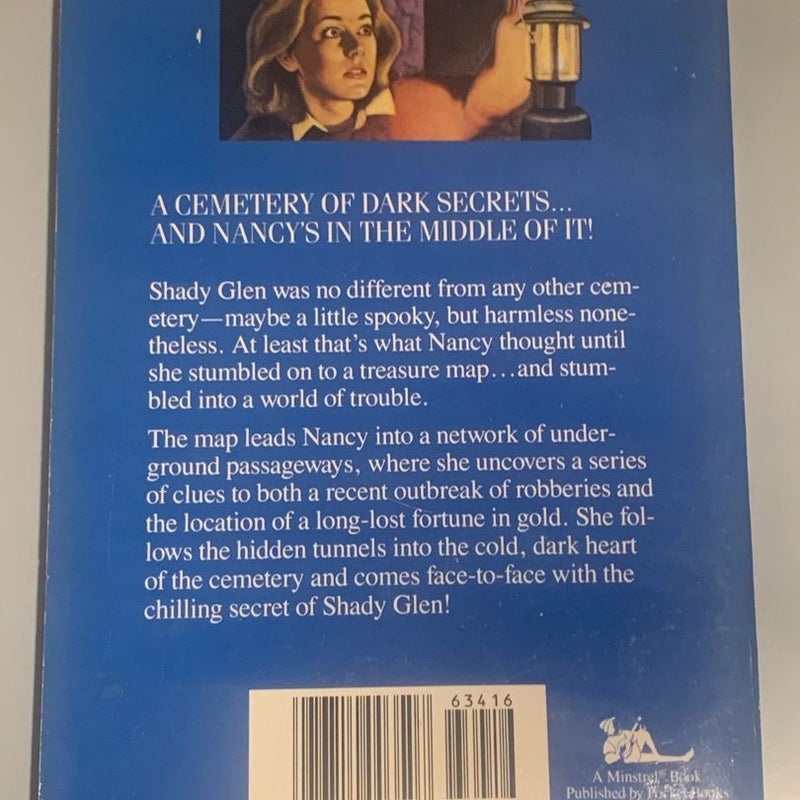 A CEMETERY OF DARK SECRETS...
AND NANCY'S IN THE MIDDLE OF IT!
Shady Glen was no different from any other cem-
etery—maybe a little spooky, but harmless none-
theless. At least that's what Nancy thought until
she stumbled on to a treasure map...and stum-
bled into a world of trouble.
The map leads Nancy into a network of under-
ground passageways, where she uncovers a series
of clues to both a recent outbreak of robberies and
the location of a long-lost fortune in gold. She fol-
lows the hidden tunnels into the cold, dark heart
of the cemetery and comes face-to-face with the
chilling secret of Shady Glen!
63416
A Minstrel® Book
Published by Pocket Books